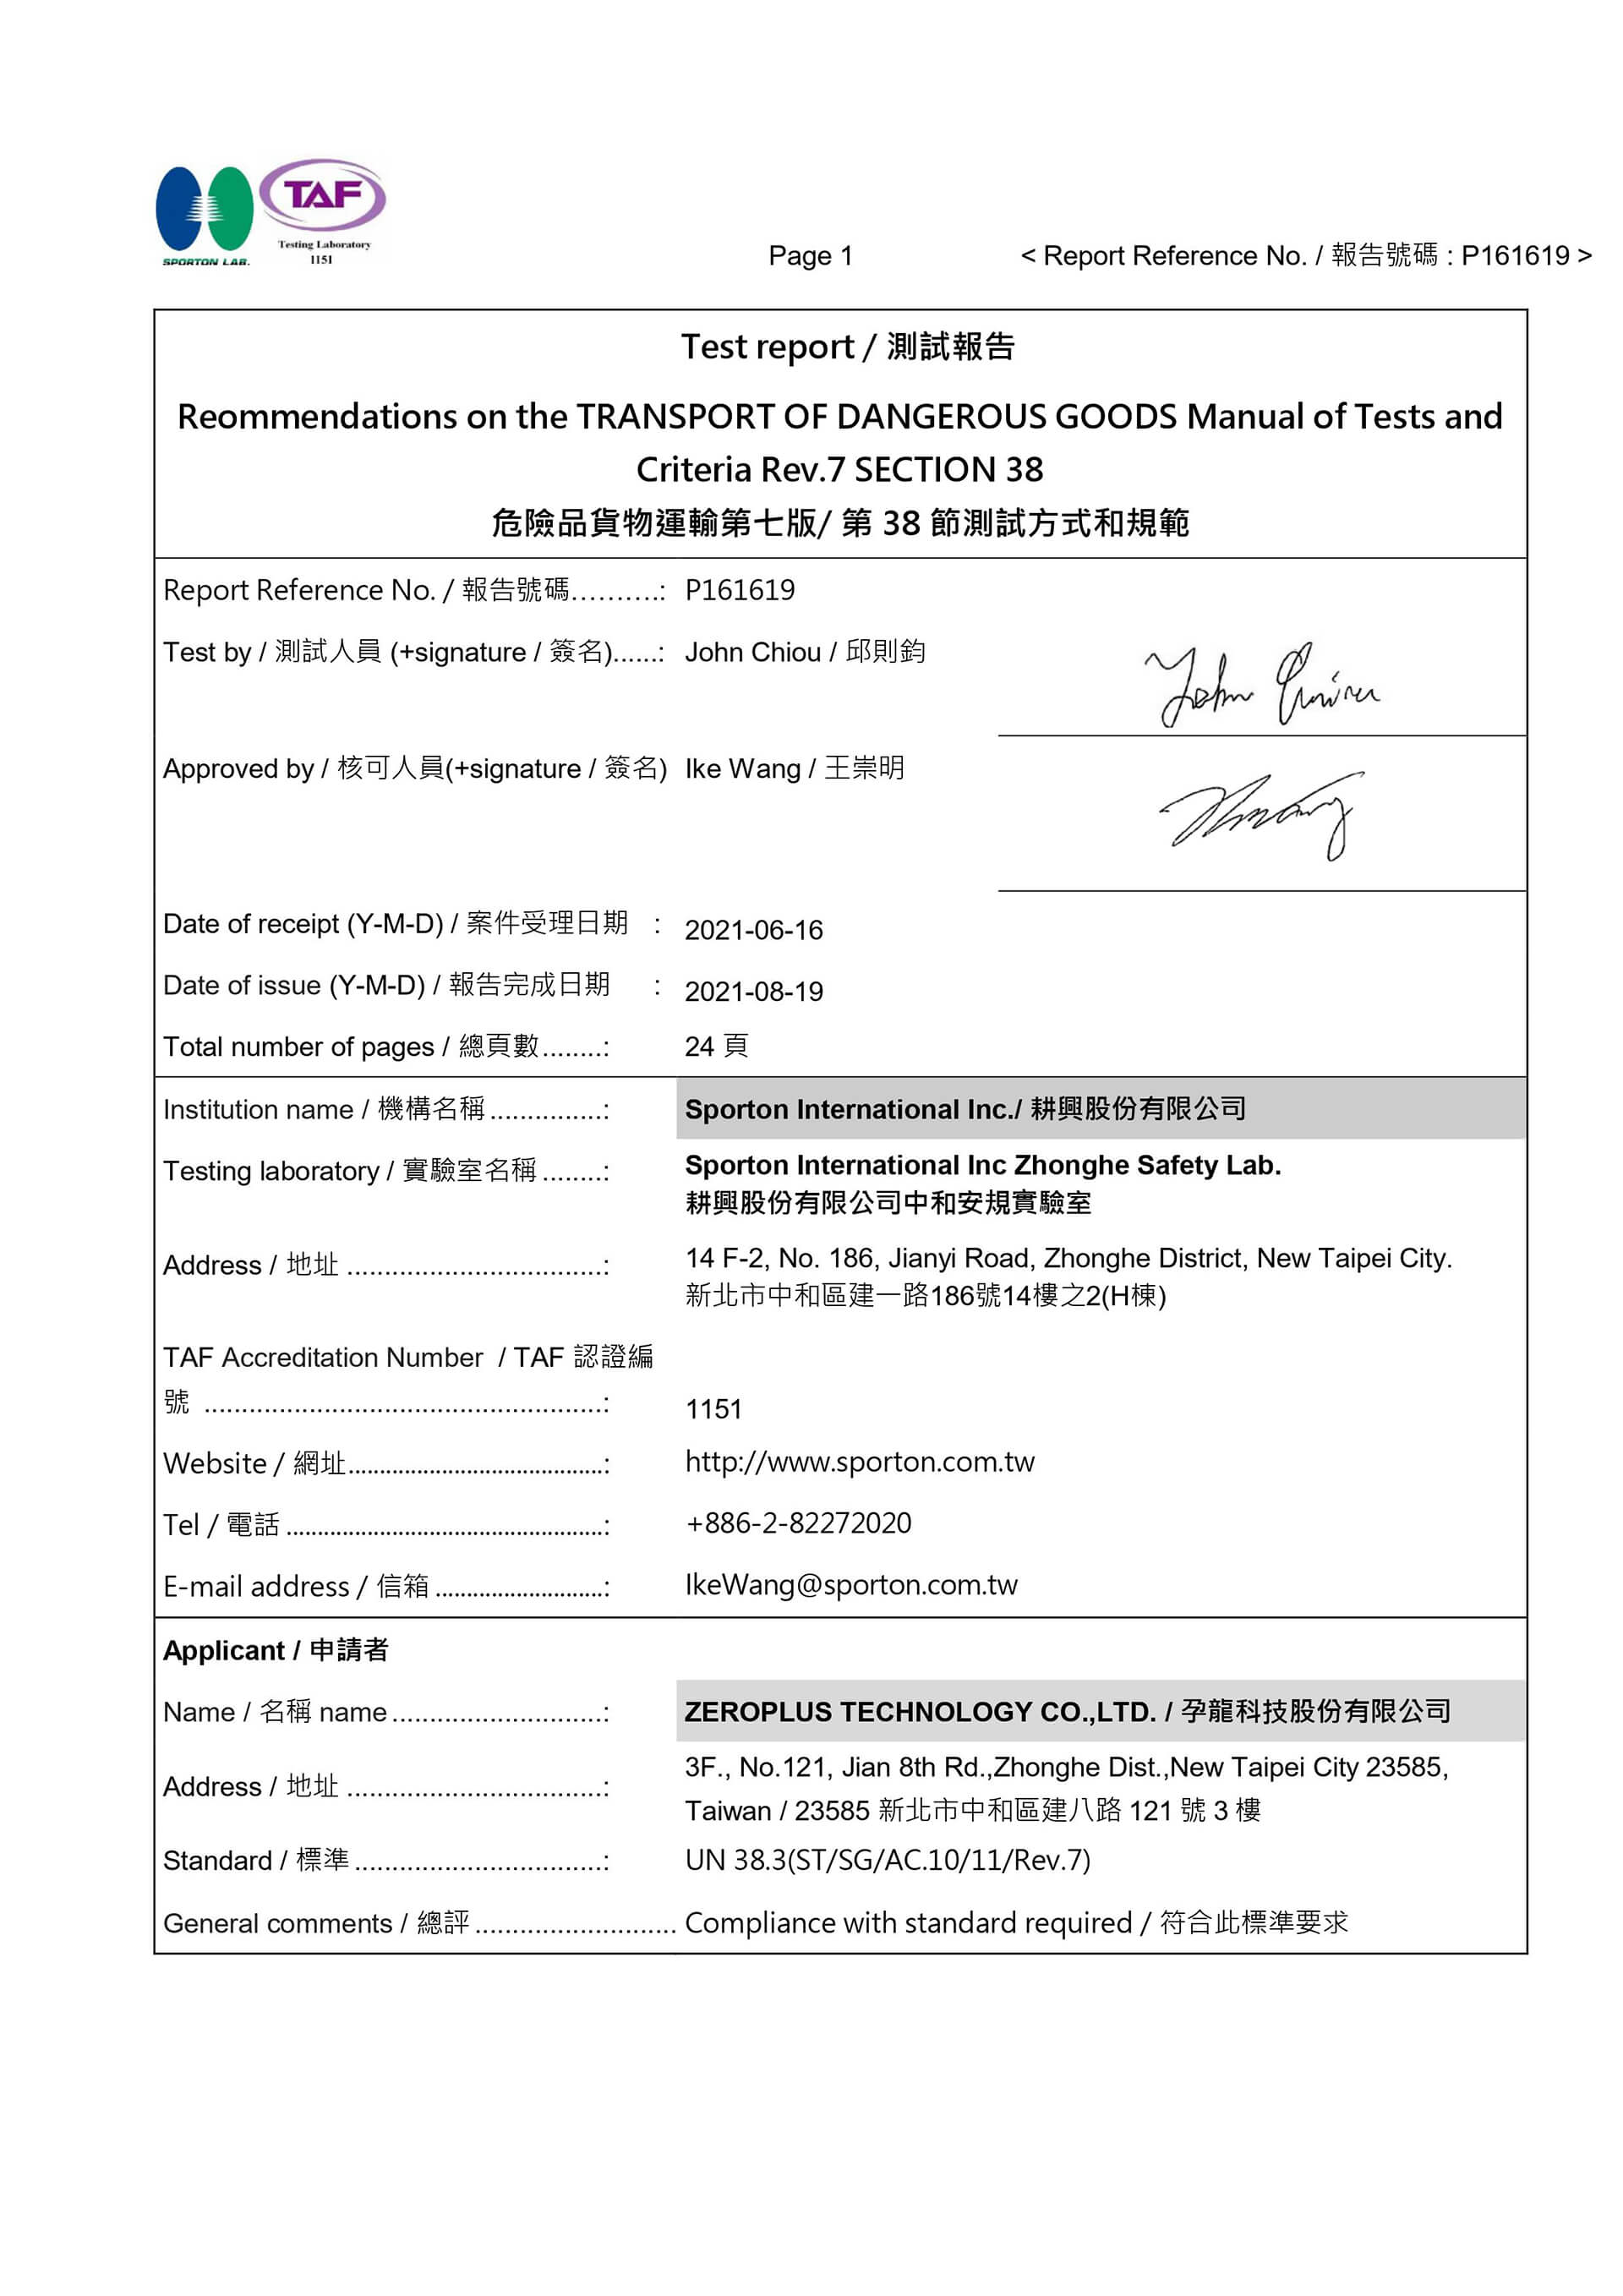 TAF
Testing Laboratory
1151
SPORTON LAB.
Page 1
< Report Reference No. / 報告號碼 : P161619 >
Test report / 測試報告
Reommendations on the TRANSPORT OF DANGEROUS GOODS Manual of Tests and
Criteria Rev.7 SECTION 38
危險品貨物運輸第七版/ 第 38 節測試方式和規範
Report Reference No. / 報告號碼..........: P161619
Test by / 測試人員 (+signature / 簽名)......: John Chiou / 邱則鈞
John Chiou
Approved by / 核可人員(+signature / 簽名) Ike Wang / 王崇明
Date of receipt (Y-M-D) / 案件受理日期 : 2021-06-16
Date of issue (Y-M-D) / 報告完成日期 : 2021-08-19
Total number of pages / 總頁數........: 24 頁
Institution name / 機構名稱...............: Sporton International Inc./ 耕興股份有限公司
Testing laboratory / 實驗室名稱........: Sporton International Inc Zhonghe Safety Lab.
耕興股份有限公司中和安規實驗室
Address / 地址..................................: 14 F-2, No. 186, Jianyi Road, Zhonghe District, New Taipei City.
新北市中和區建一路186號14樓之2(H棟)
TAF Accreditation Number / TAF 認證編
號.....................................................: 1151
Website / 網址..............................................: http://www.sporton.com.tw
Tel / 電話.........................................................: +886-2-82272020
E-mail address / 信箱..............................: IkeWang@sporton.com.tw
Applicant / 申請者
Name / 名稱 name............................: ZEROPLUS TECHNOLOGY CO.,LTD. / 孕龍科技股份有限公司
Address / 地址..................................: 3F., No.121, Jian 8th Rd.,Zhonghe Dist.,New Taipei City 23585,
Taiwan / 23585 新北市中和區建八路 121 號 3 樓
Standard / 標準.................................: UN 38.3(ST/SG/AC.10/11/Rev.7)
General comments / 總評........................... Compliance with standard required / 符合此標準要求